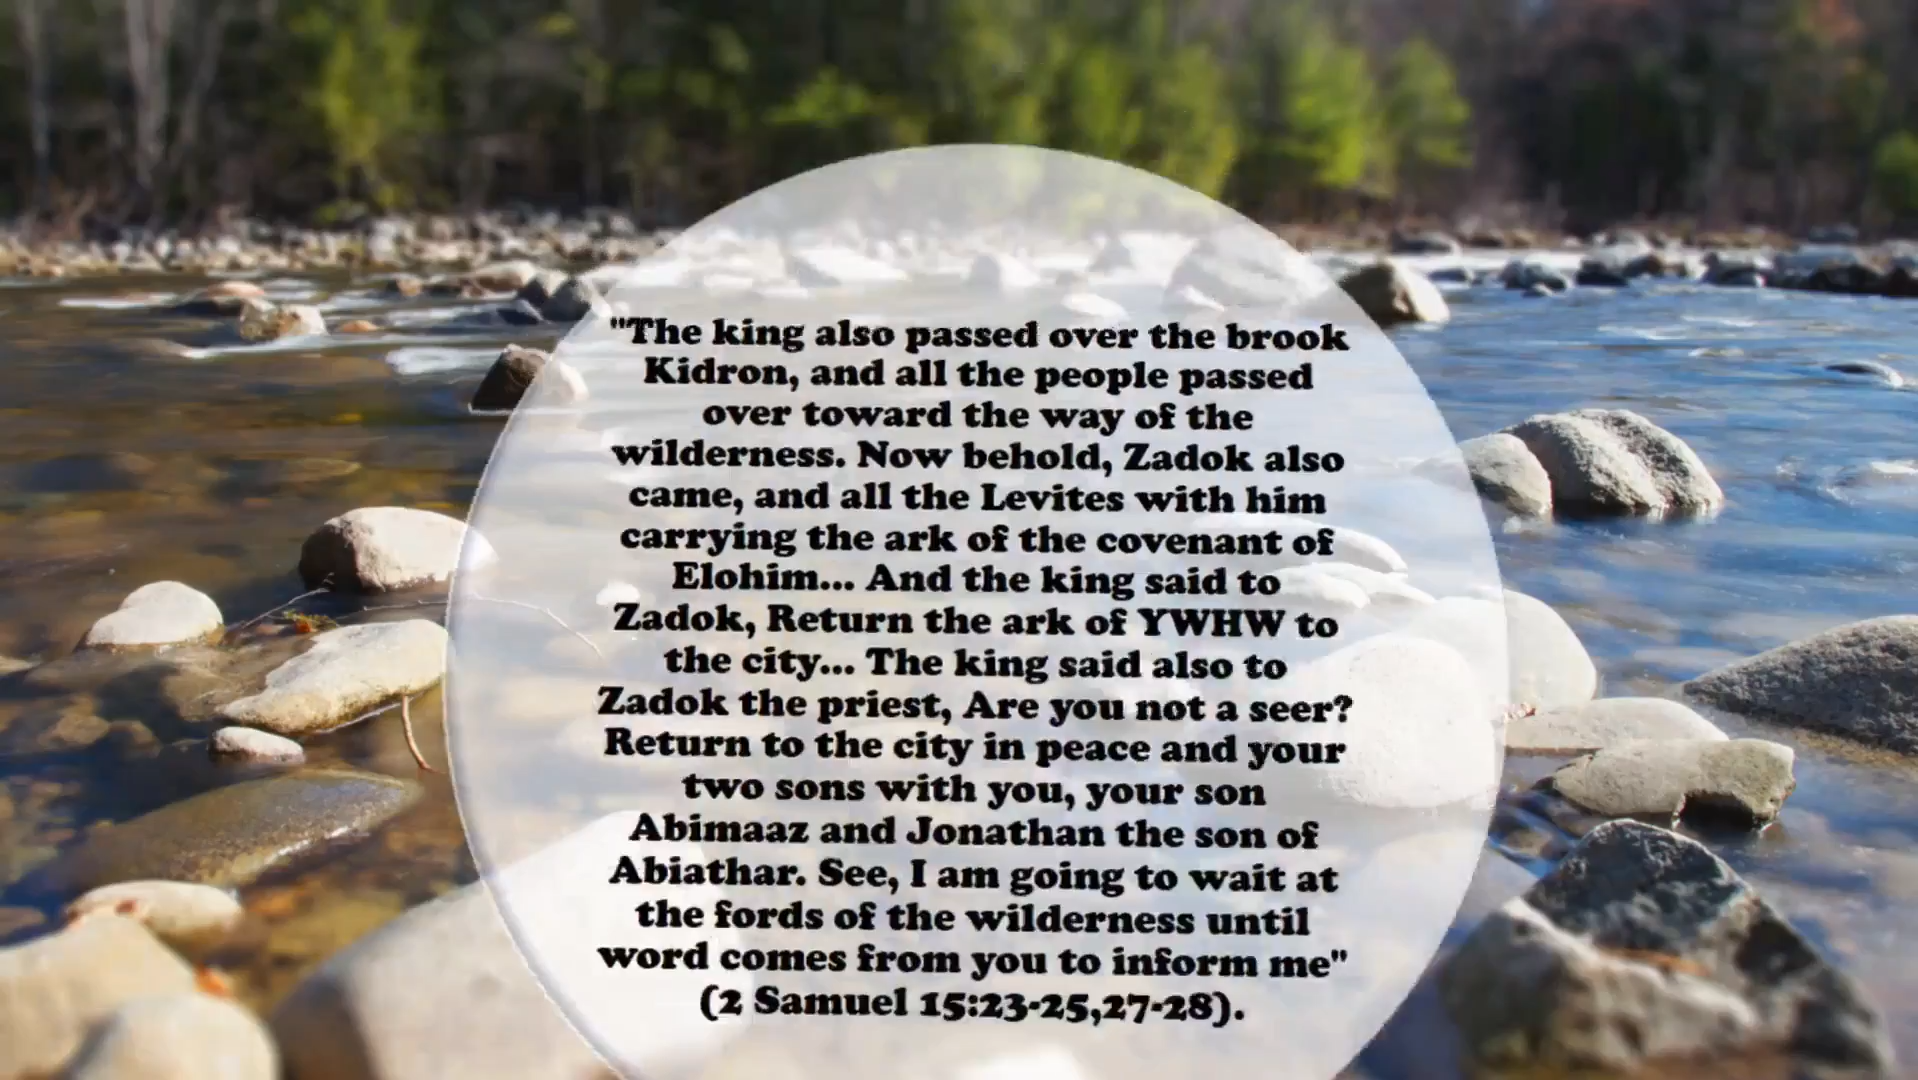 "The king also passed over the brook
Kidron, and all the people passed
over toward the way of the
wilderness. Now behold, Zadok also
came, and all the Levites with him
carrying the ark of the covenant of
Elohim... And the king said to
Zadok, Return the ark of YWHW to
the city... The king said also to
Zadok the priest, Are you not a seer?
Return to the city in peace and your
two sons with you, your son
Abimaaz and Jonathan the son of
Abiathar. See, I am going to wait at
the fords of the wilderness until
word comes from you to inform me"
(2 Samuel 15:23-25,27-28).